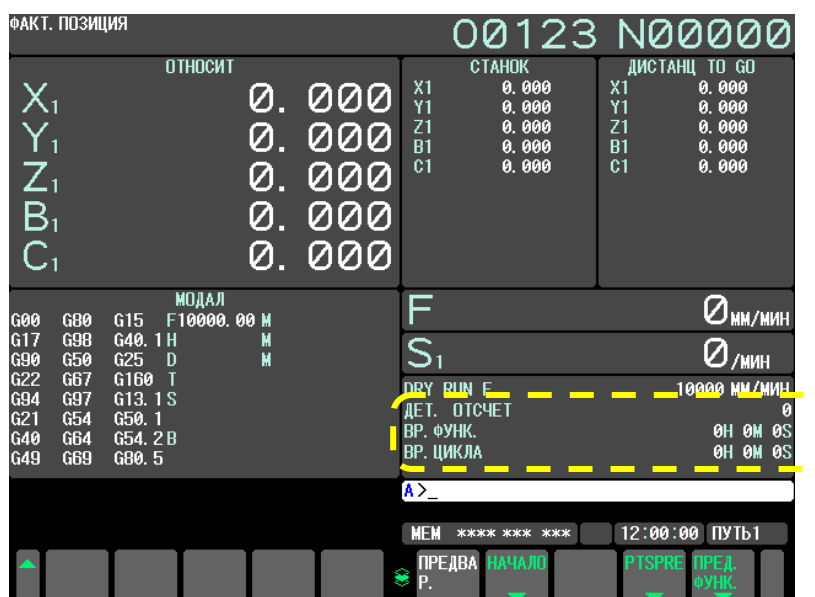 ФАКТ. ПОЗИЦИЯ
O0123 N00000
ОТНОСИТ
X1 0.000
Y1 0.000
Z1 0.000
B1 0.000
C1 0.000
СТАНОК
X1 0.000
Y1 0.000
Z1 0.000
B1 0.000
C1 0.000
ДИСТАНЦ TO GO
X1 0.000
Y1 0.000
Z1 0.000
B1 0.000
C1 0.000
МОДАЛ
G00 G80 G15 F10000.00 M
G17 G98 G40.1 H M
G90 G50 G25 D M
G22 G67 G160 T
G94 G97 G13.1 S
G21 G54 G50.1
G40 G64 G54.2 B
G49 G69 G80.5
F 0 ММ/МИН
S1 0 /МИН
DRY RUN F 10000 ММ/МИН
ДЕТ. ОТСЧЕТ 0
ВР. ФУНК. 0H 0M 0S
ВР. ЦИКЛА 0H 0M 0S
A>_
MEM **** *** *** 12:00:00 ПУТЬ1
ПРЕДВА НАЧАЛО PTSPRE ПРЕД.
Р. ФУНК.